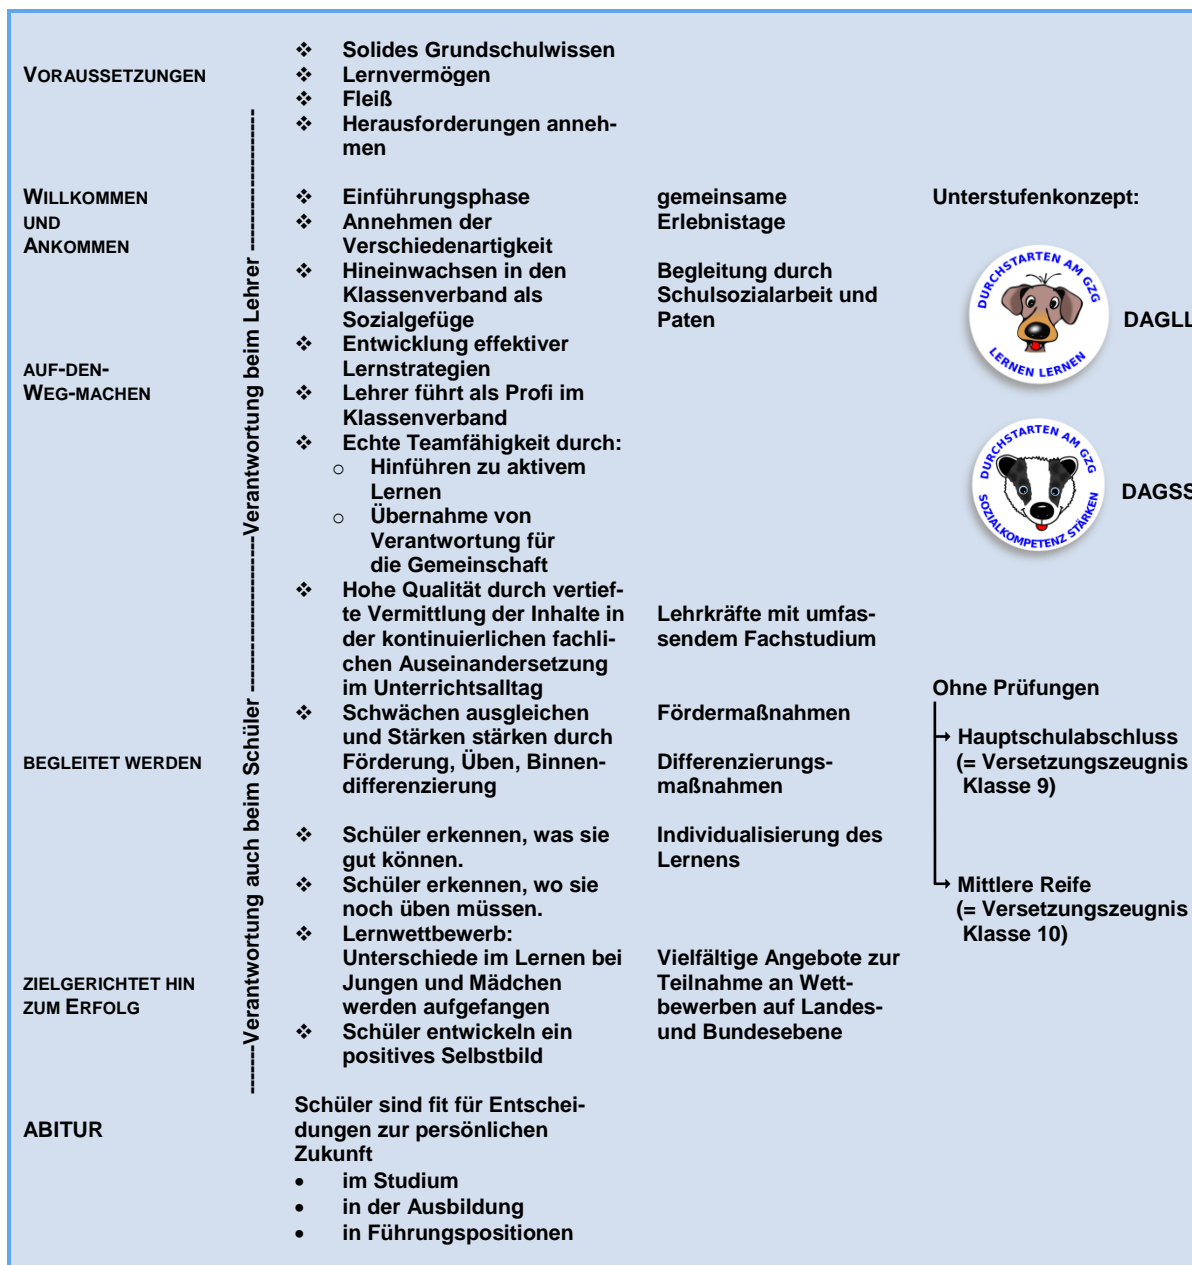 VORAUSSETZUNGEN
❖ Solides Grundschulwissen
❖ Lernvermögen
❖ Fleiß
❖ Herausforderungen anneh-
men
WILLKOMMEN
UND
ANKOMMEN
❖ Einführungsphase
❖ Annehmen der
Verschiedenartigkeit
❖ Hineinwachsen in den
Klassenverband als
Sozialgefüge
gemeinsame
Erlebnistage
Begleitung durch
Schulsozialarbeit und
Paten
Unterstufenkonzept:
DURCHSTARTEN AM GZG
LERNEN LERNEN
DAGLL
AUF-DEN-
WEG-MACHEN
❖ Entwicklung effektiver
Lernstrategien
❖ Lehrer führt als Profi im
Klassenverband
❖ Echte Teamfähigkeit durch:
o Hinführen zu aktivem
Lernen
o Übernahme von
Verantwortung für
die Gemeinschaft
DURCHSTARTEN AM GZG
SOZIALKOMPETENZ STÄRKEN
DAGSS
❖ Hohe Qualität durch vertief-
te Vermittlung der Inhalte in
der kontinuierlichen fachli-
chen Auseinandersetzung
im Unterrichtsalltag
Lehrkräfte mit umfas-
sendem Fachstudium
BEGLEITET WERDEN
❖ Schwächen ausgleichen
und Stärken stärken durch
Förderung, Üben, Binnen-
differenzierung
Fördermaßnahmen
Differenzierungs-
maßnahmen
Ohne Prüfungen
Hauptschulabschluss
(= Versetzungszeugnis
Klasse 9)
❖ Schüler erkennen, was sie
gut können.
❖ Schüler erkennen, wo sie
noch üben müssen.
Individualisierung des
Lernens
Mittlere Reife
(= Versetzungszeugnis
Klasse 10)
ZIELGERICHTET HIN
ZUM ERFOLG
❖ Lernwettbewerb:
Unterschiede im Lernen bei
Jungen und Mädchen
werden aufgefangen
❖ Schüler entwickeln ein
positives Selbstbild
Vielfältige Angebote zur
Teilnahme an Wett-
bewerben auf Landes-
und Bundesebene
------Verantwortung auch beim Schüler ------------------------Verantwortung beim Lehrer ----------------------
ABITUR
Schüler sind fit für Entschei-
dungen zur persönlichen
Zukunft
• im Studium
• in der Ausbildung
• in Führungspositionen